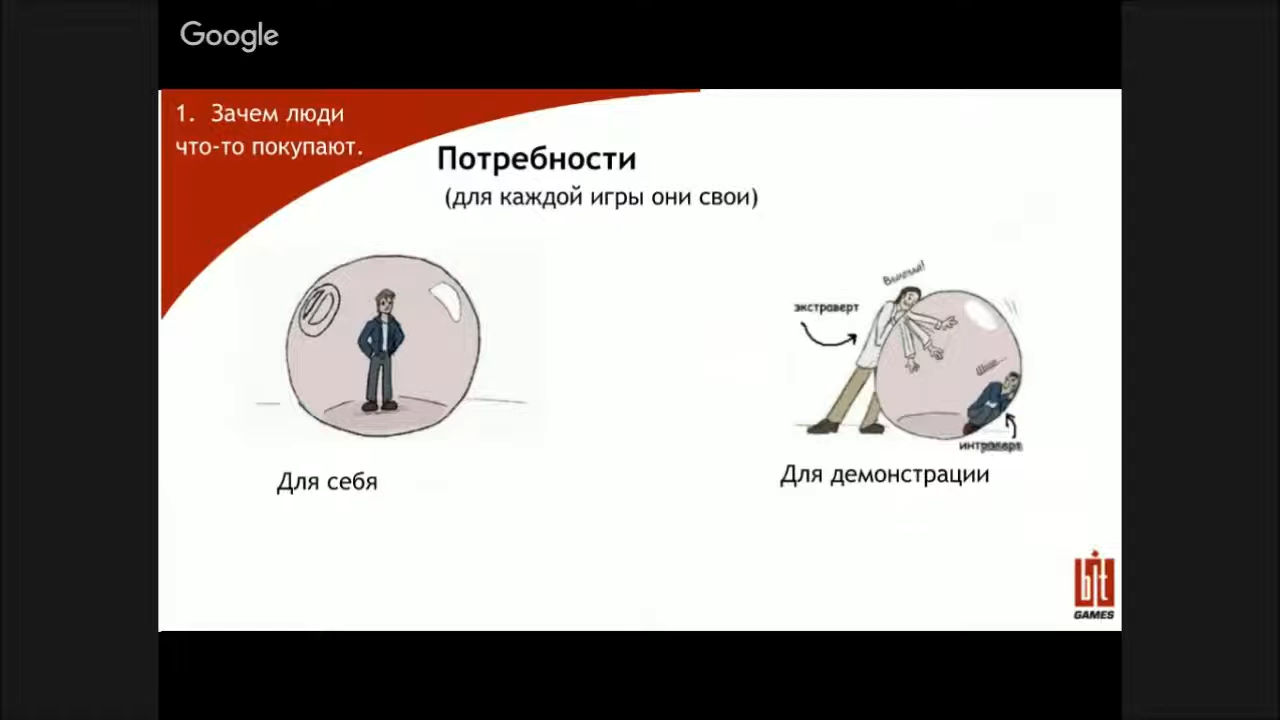 Google
1. Зачем люди
что-то покупают.
Потребности
(для каждой игры они свои)
экстраверт
интроверт
Для себя
Для демонстрации
bit
GAMES